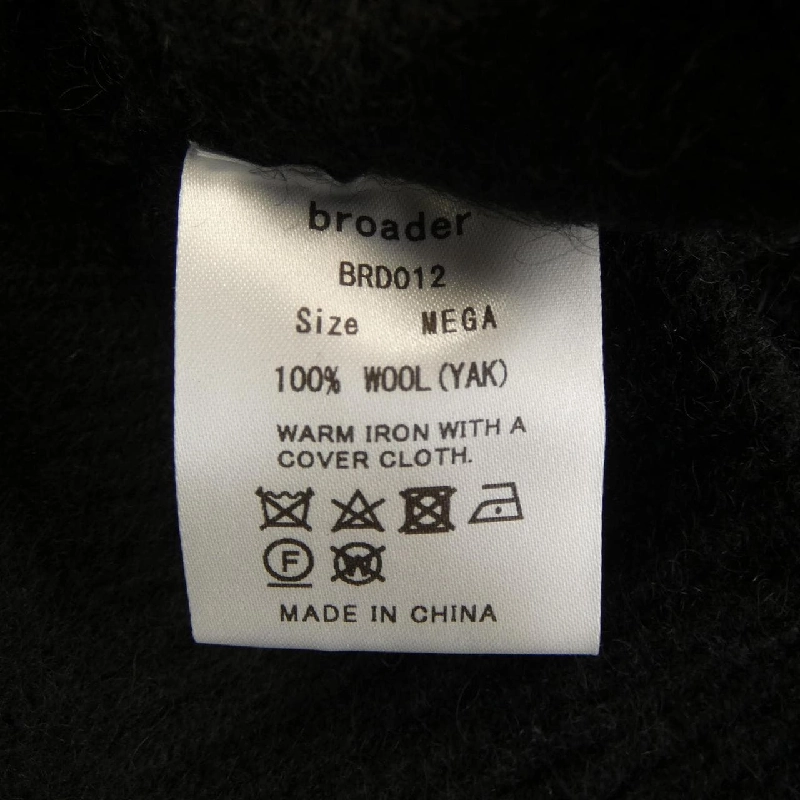 broader
BRD012
Size MEGA
100% WOOL(YAK)
WARM IRON WITH A
COVER CLOTH.
F W
MADE IN CHINA